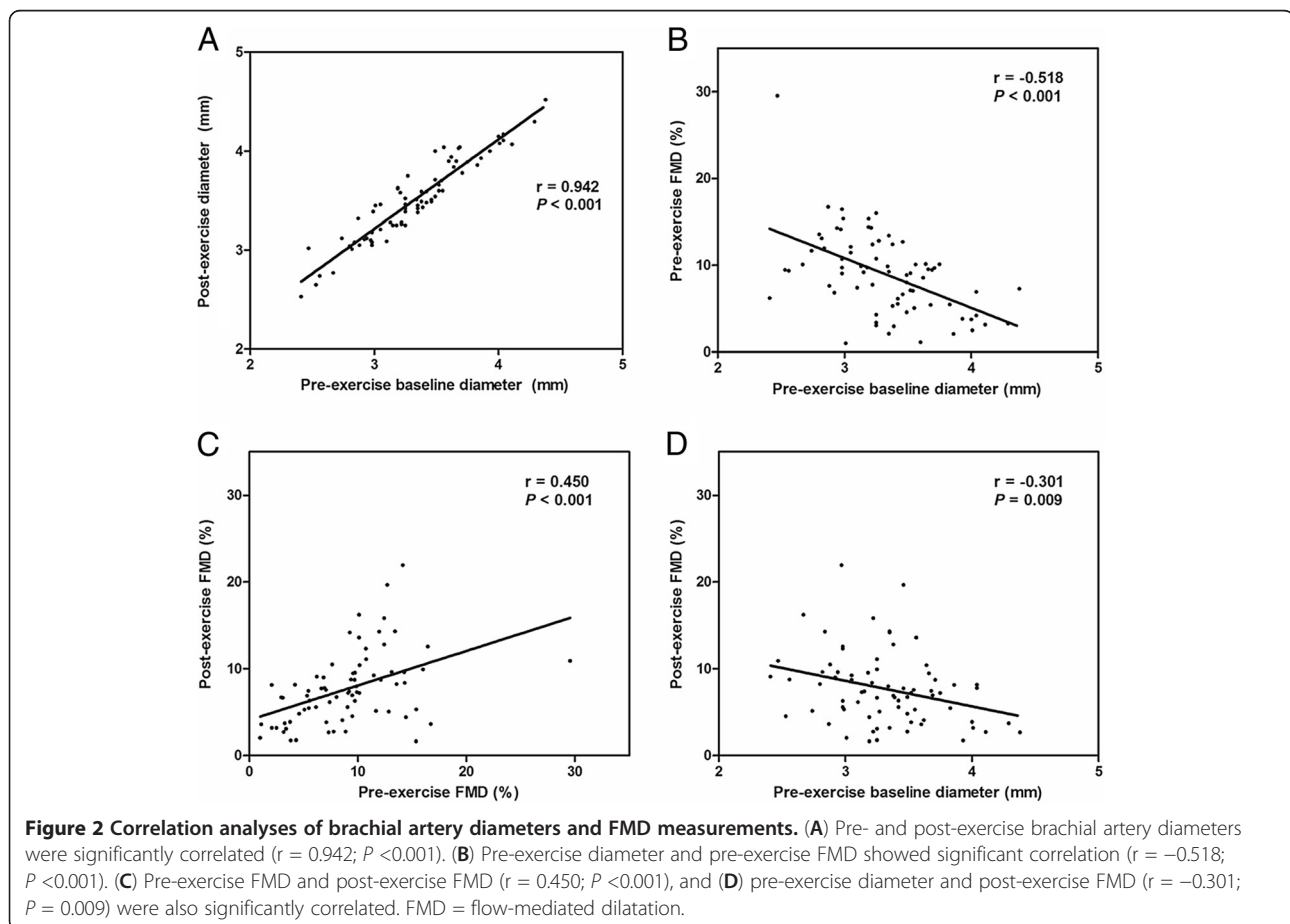 A
Post-exercise diameter (mm)
5
4
3
2
r = 0.942
P < 0.001
2 3 4 5
Pre-exercise baseline diameter (mm)
B
Pre-exercise FMD (%)
30
20
10
0
r = -0.518
P < 0.001
2 3 4 5
Pre-exercise baseline diameter (mm)
C
Post-exercise FMD (%)
30
20
10
0
r = 0.450
P < 0.001
0 10 20 30
Pre-exercise FMD (%)
D
Post-exercise FMD (%)
30
20
10
0
r = -0.301
P = 0.009
2 3 4 5
Pre-exercise baseline diameter (mm)
Figure 2 Correlation analyses of brachial artery diameters and FMD measurements. (A) Pre- and post-exercise brachial artery diameters
were significantly correlated (r = 0.942; P <0.001). (B) Pre-exercise diameter and pre-exercise FMD showed significant correlation (r = −0.518;
P <0.001). (C) Pre-exercise FMD and post-exercise FMD (r = 0.450; P <0.001), and (D) pre-exercise diameter and post-exercise FMD (r = −0.301;
P = 0.009) were also significantly correlated. FMD = flow-mediated dilatation.